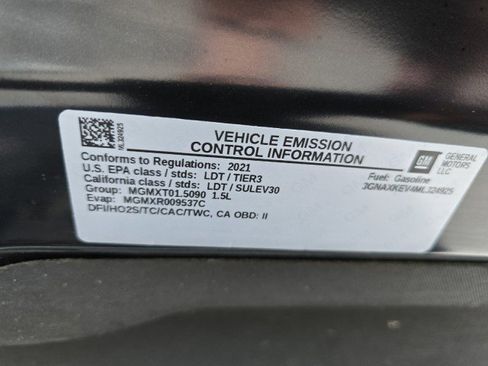 VEHICLE EMISSION
CONTROL INFORMATION
Conforms to Regulations: 2021
U.S. EPA class / stds: LDT / TIER3
California class / stds: LDT / SULEV30
Group: MGMXT01.5090 1.5L
Evap: MGMXR009537C
DFI/HO2S/TC/CAC/TWC, CA OBD: II
GM
GENERAL
MOTORS
LLC
Fuel: Gasoline
3GNAXKEV4ML324925
ML324925